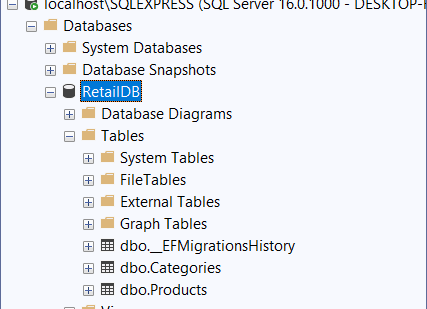 localhost\SQLEXPRESS (SQL Server 16.0.1000 - DESKTOP-
Databases
System Databases
Database Snapshots
RetailDB
Database Diagrams
Tables
System Tables
FileTables
External Tables
Graph Tables
dbo.__EFMigrationsHistory
dbo.Categories
dbo.Products